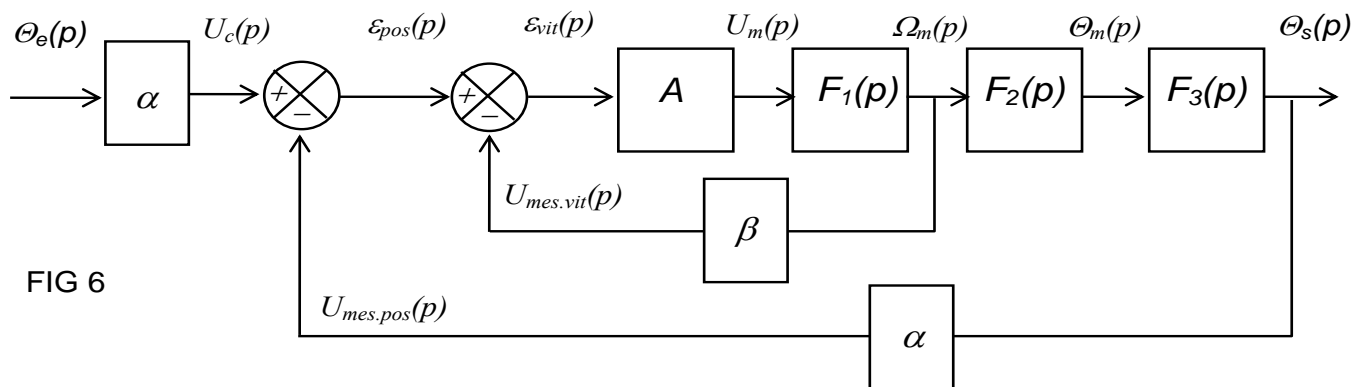 Θe(p) Uc(p) εpos(p) εvit(p) Um(p) Ωm(p) Θm(p) Θs(p)
α + − + − A F1(p) F2(p) F3(p)
Umes.vit(p) β
FIG 6
Umes.pos(p) α